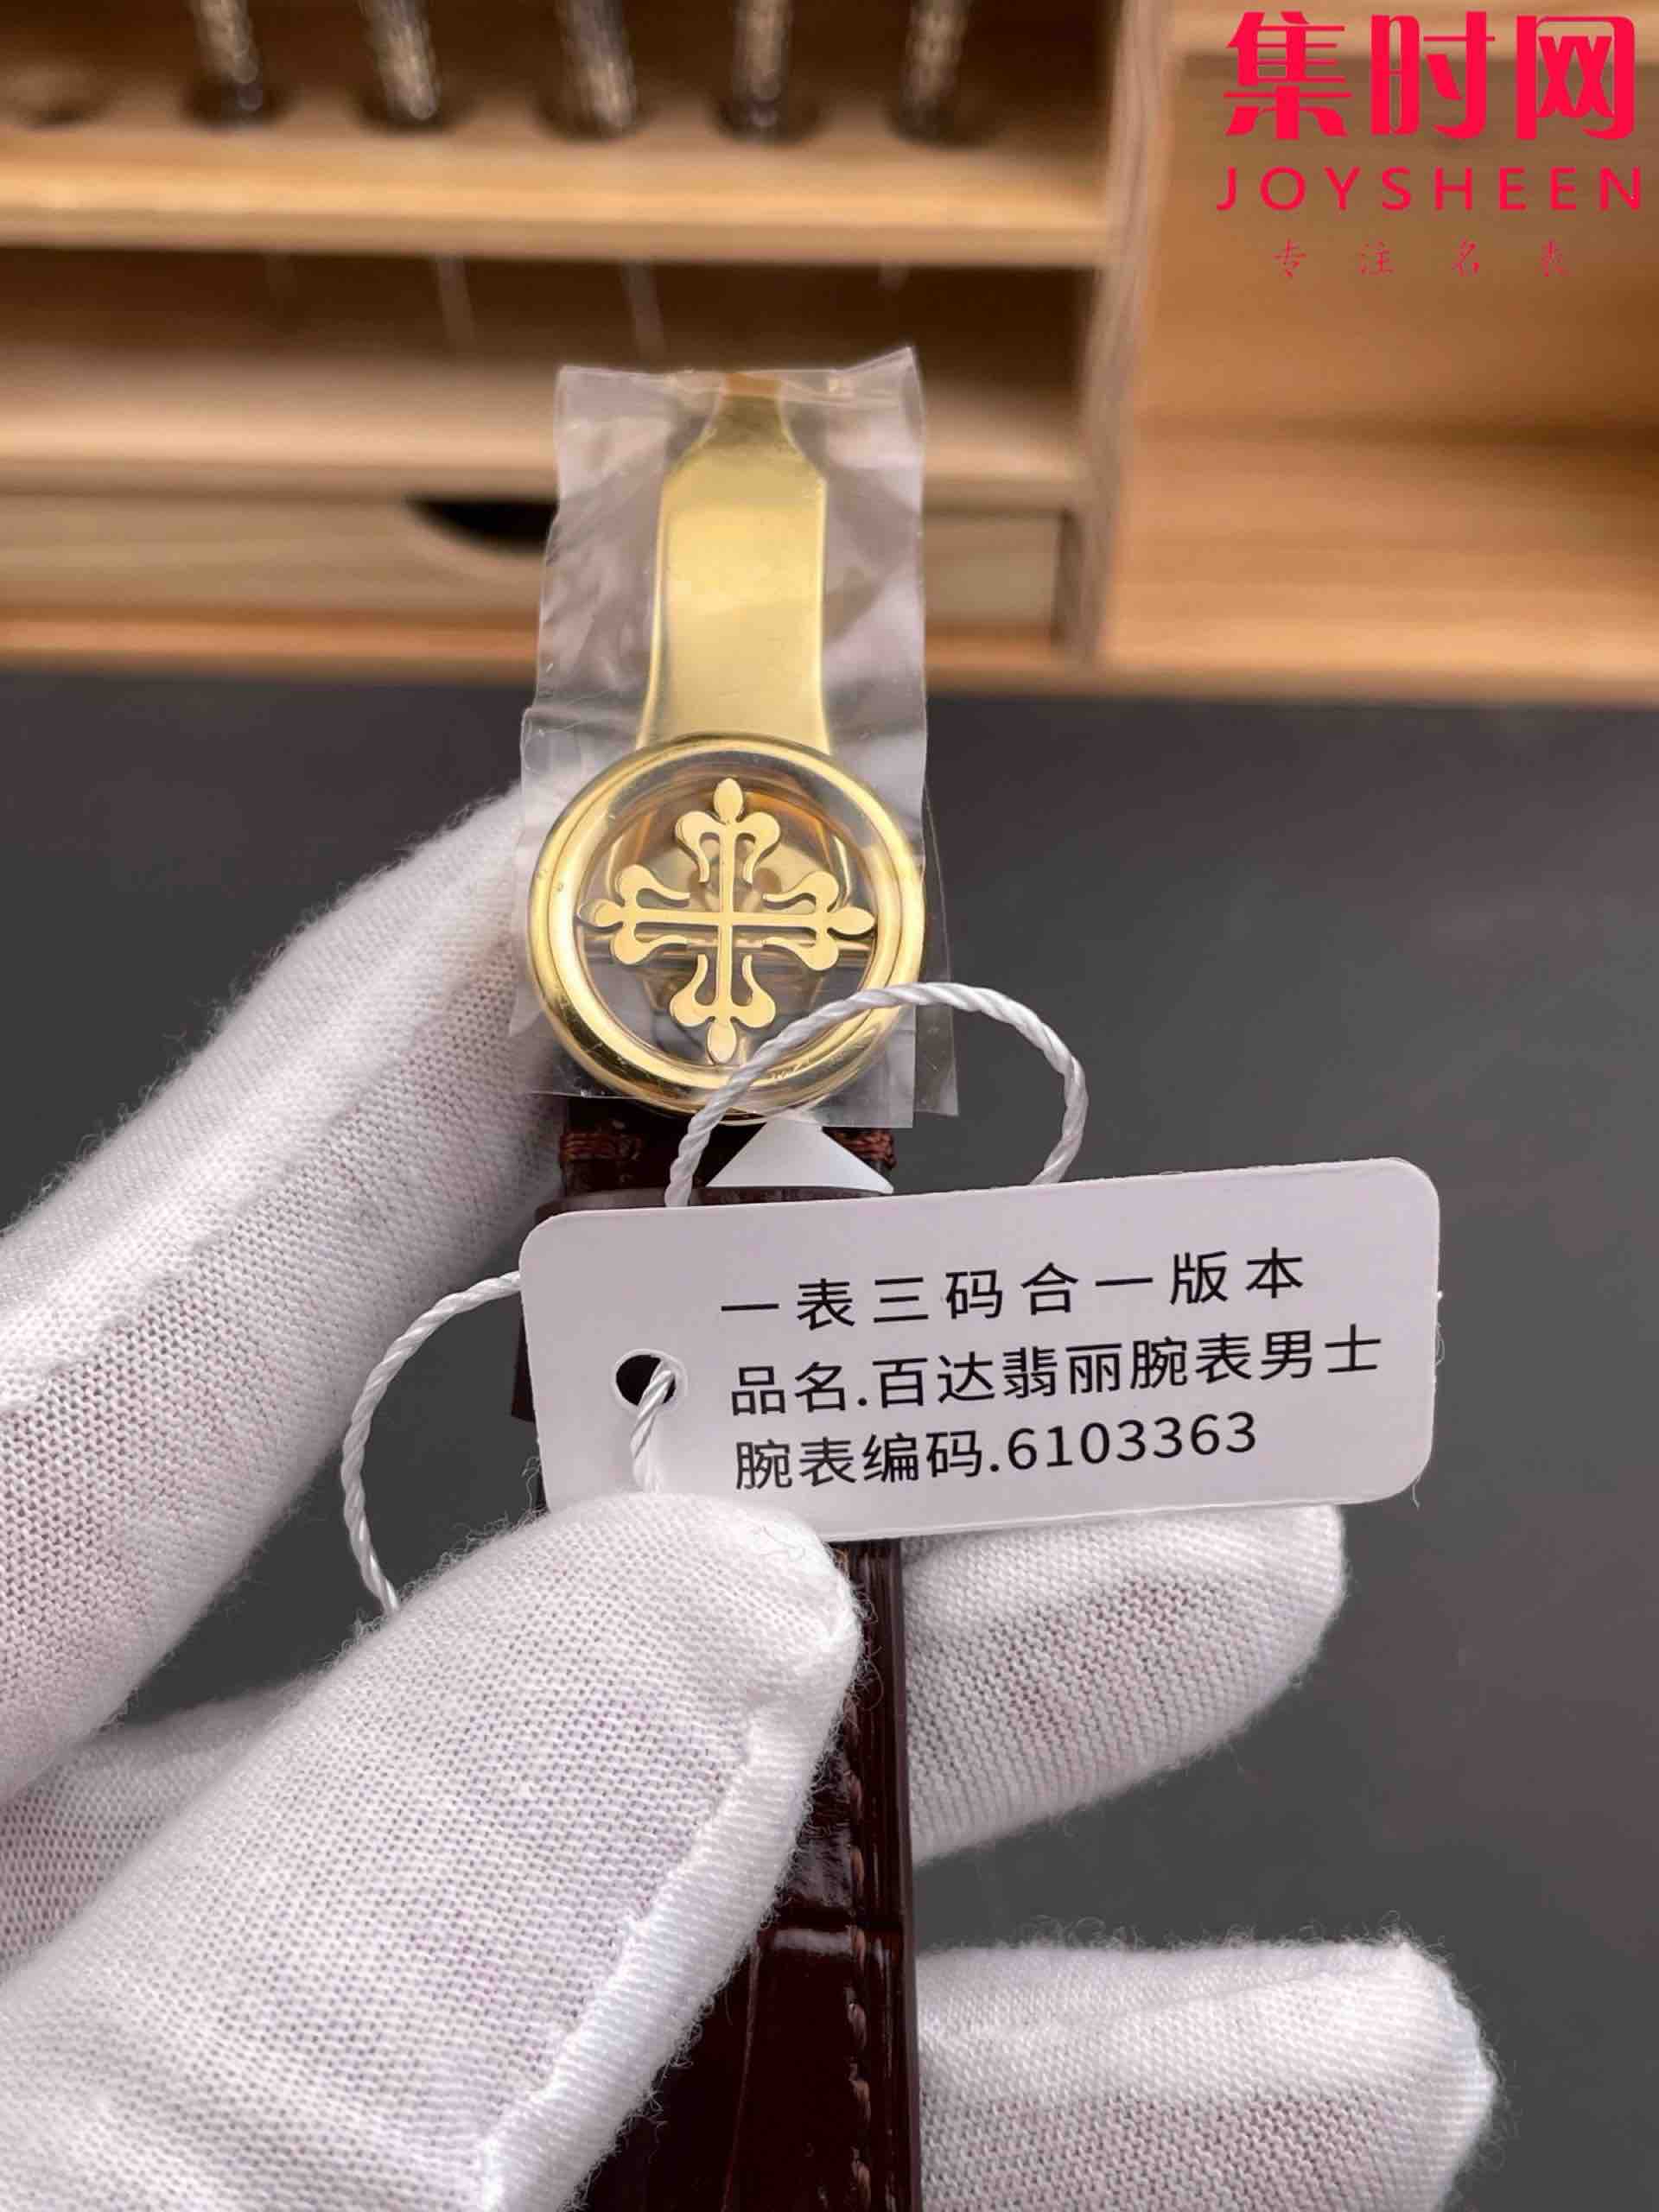 集时网
JOYSHEEN
专注名表
一表三码合一版本
品名.百达翡丽腕表男士
腕表编码.6103363